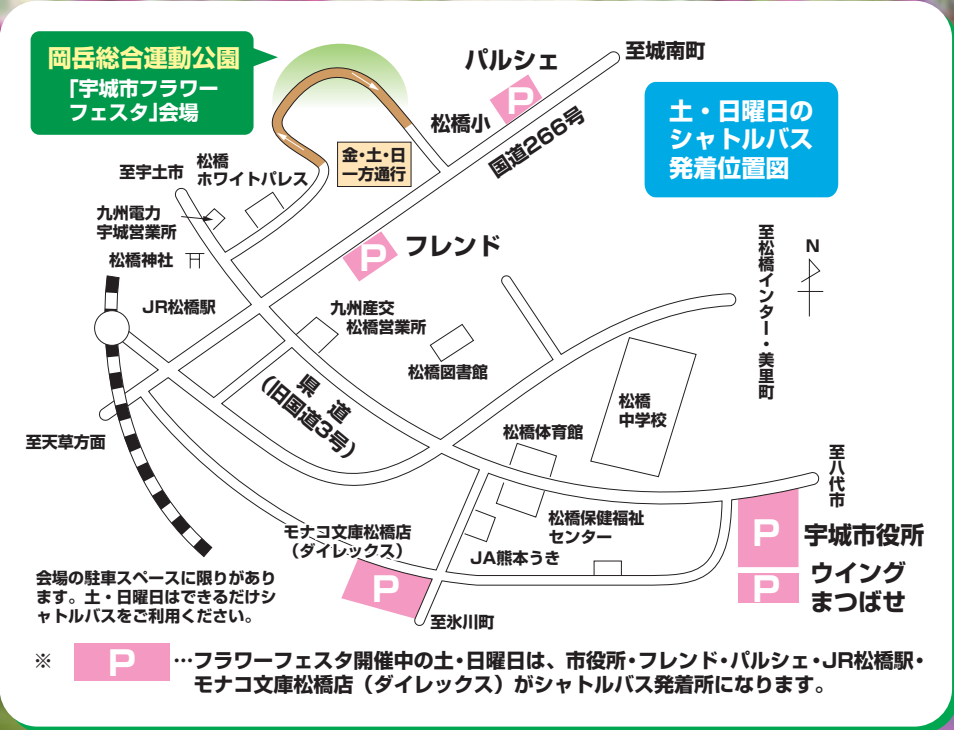 岡岳総合運動公園
「宇城市フラワー
フェスタ」会場
パルシェ
P
至城南町
松橋小
国道266号
土・日曜日の
シャトルバス
発着位置図
金・土・日
一方通行
至宇土市
松橋
ホワイトパレス
九州電力
宇城営業所
松橋神社
P
フレンド
至松橋インター・美里町
N
JR松橋駅
九州産交
松橋営業所
松橋図書館
県道
(旧国道3号)
松橋
中学校
松橋体育館
至天草方面
至八代市
モナコ文庫松橋店
(ダイレックス)
松橋保健福祉
センター
JA熊本うき
P
宇城市役所
P
ウイング
まつばせ
P
至氷川町
会場の駐車スペースに限りがあり
ます。土・日曜日はできるだけシ
ャトルバスをご利用ください。
※ P …フラワーフェスタ開催中の土・日曜日は、市役所・フレンド・パルシェ・JR松橋駅・
モナコ文庫松橋店（ダイレックス）がシャトルバス発着所になります。